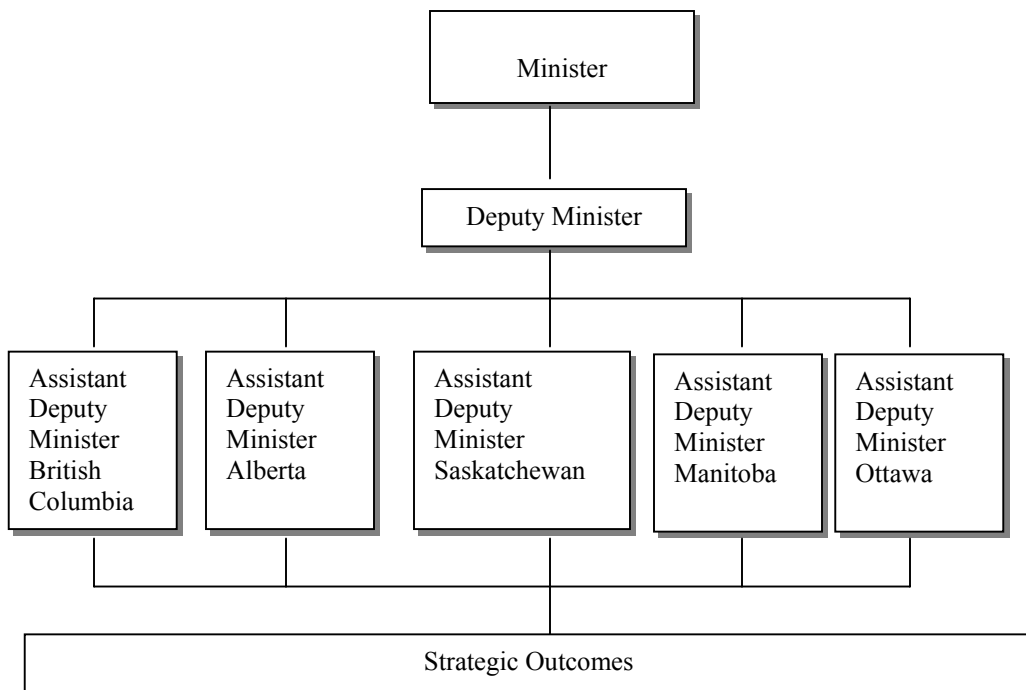 Minister
Deputy Minister
Assistant
Deputy
Minister
British
Columbia
Assistant
Deputy
Minister
Alberta
Assistant
Deputy
Minister
Saskatchewan
Assistant
Deputy
Minister
Manitoba
Assistant
Deputy
Minister
Ottawa
Strategic Outcomes